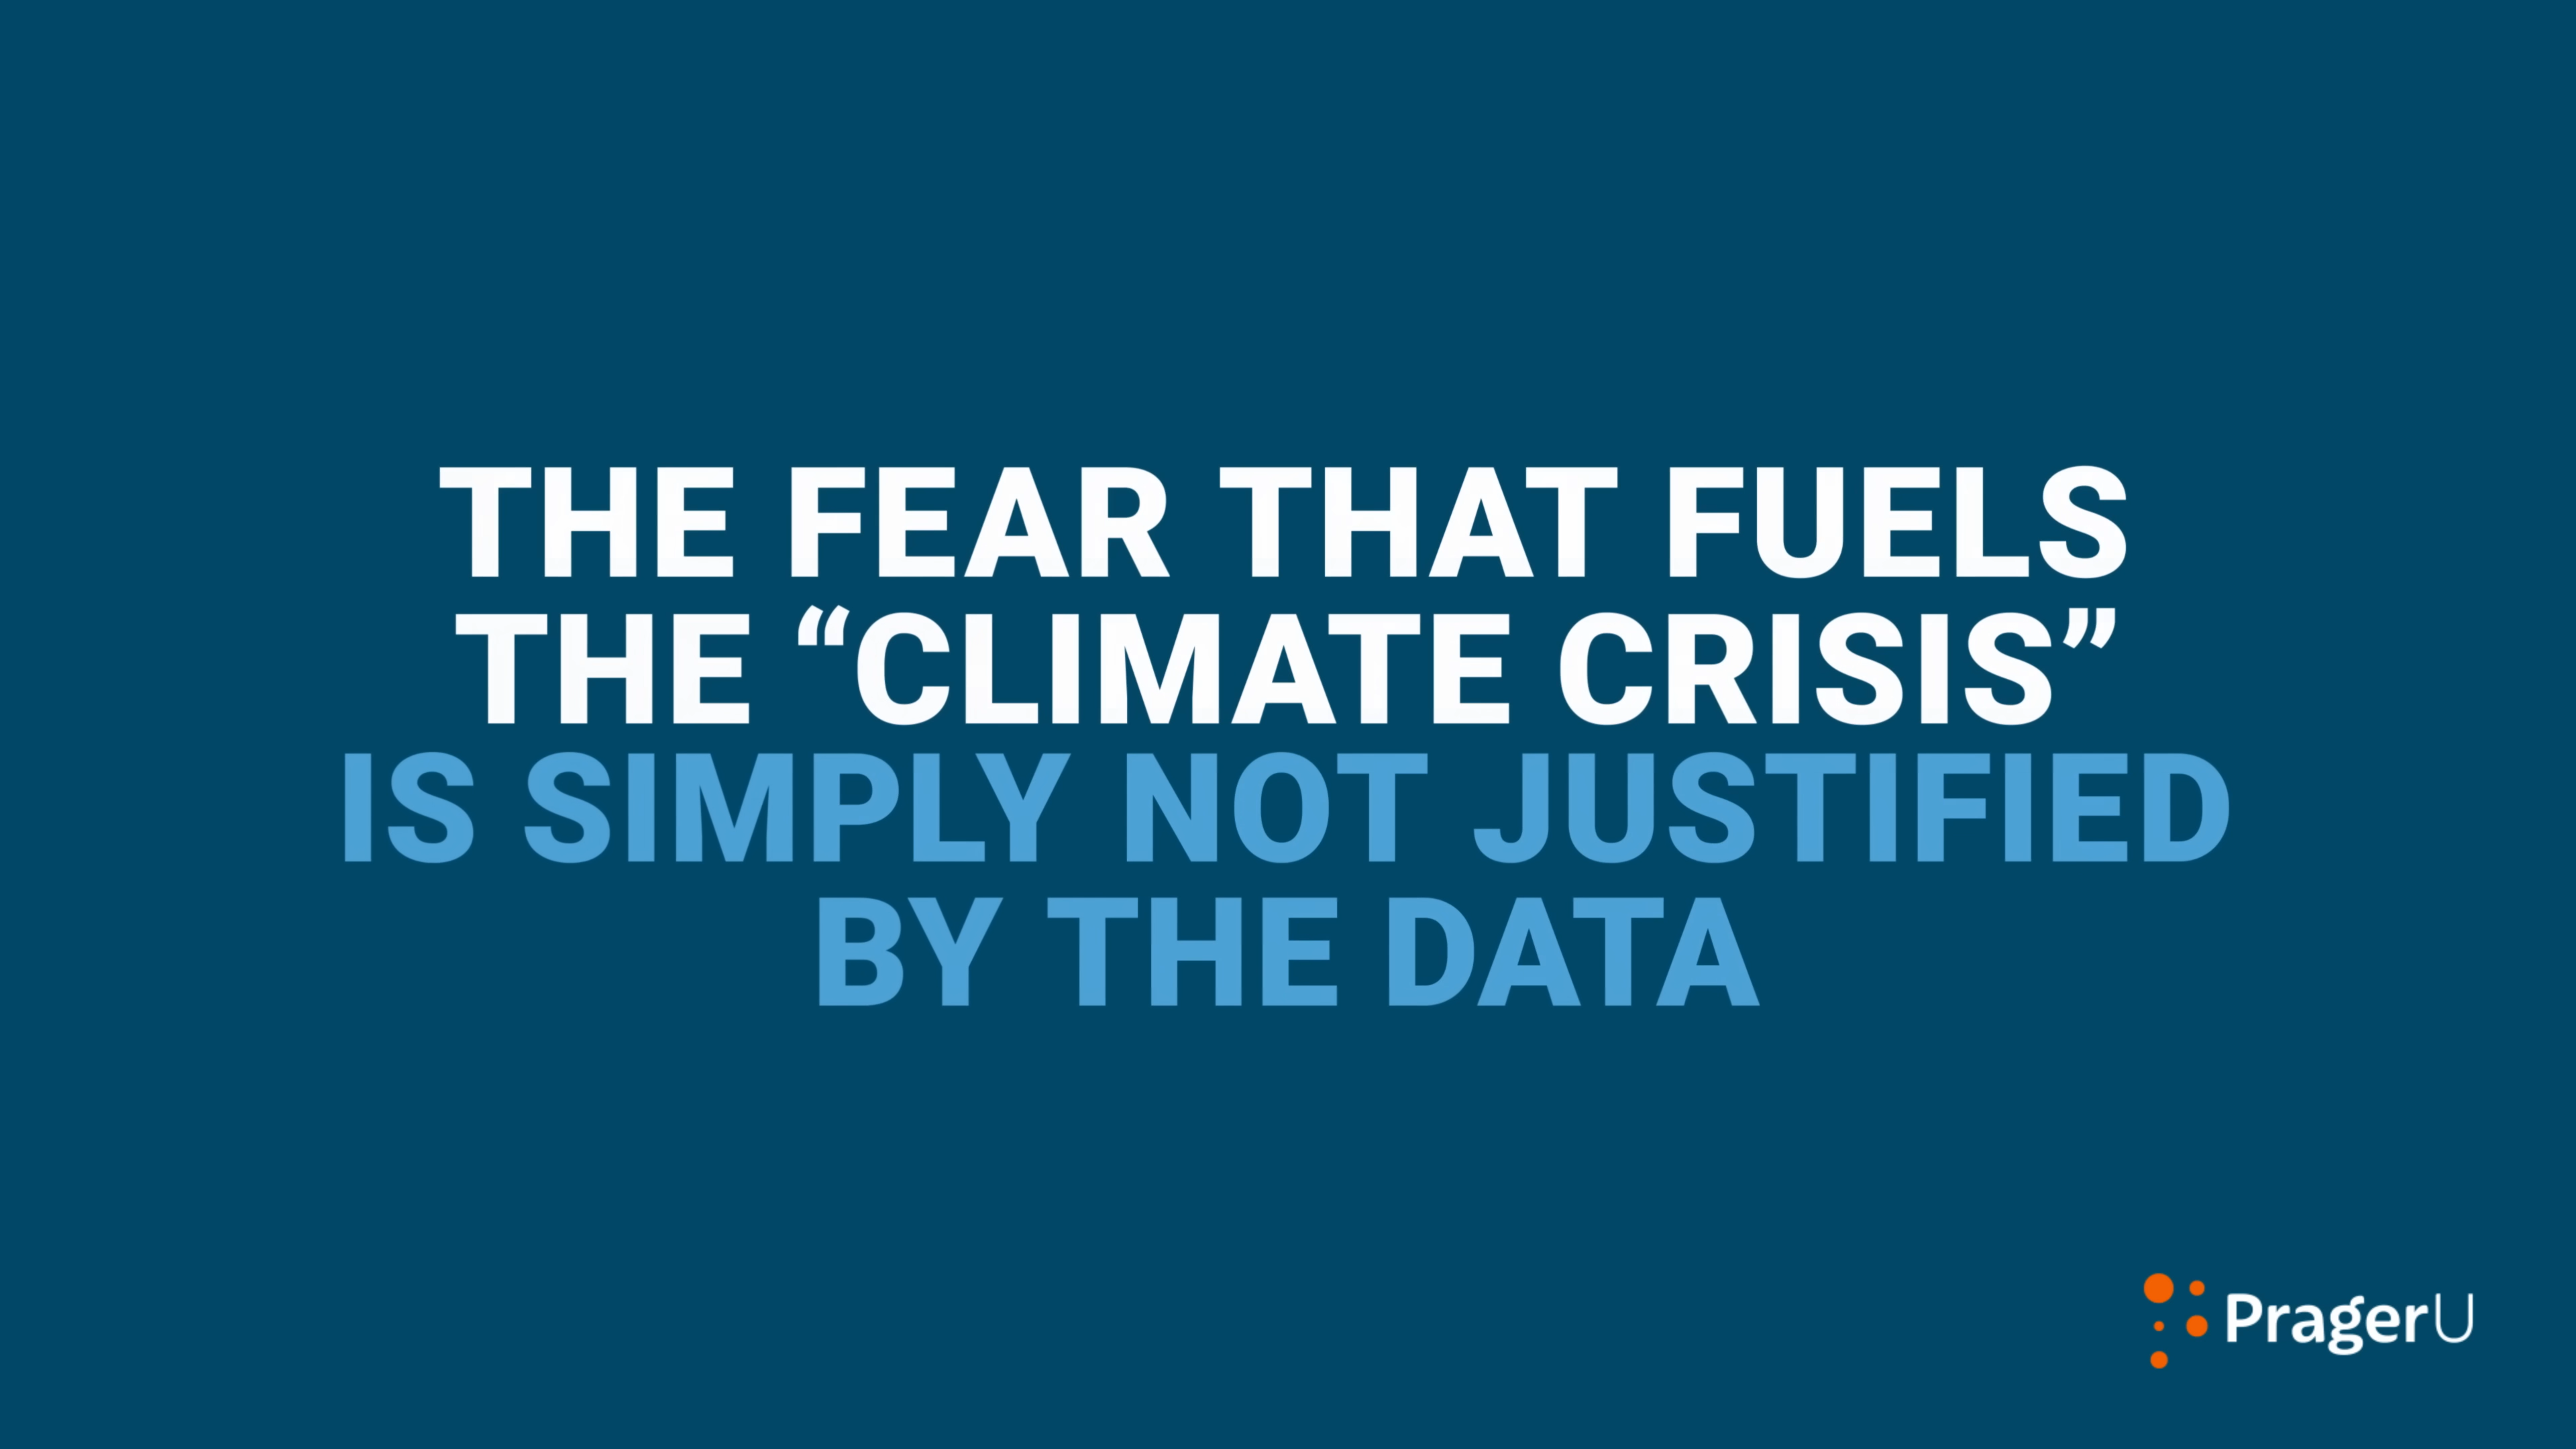 THE FEAR THAT FUELS
THE “CLIMATE CRISIS”
IS SIMPLY NOT JUSTIFIED
BY THE DATA
PragerU